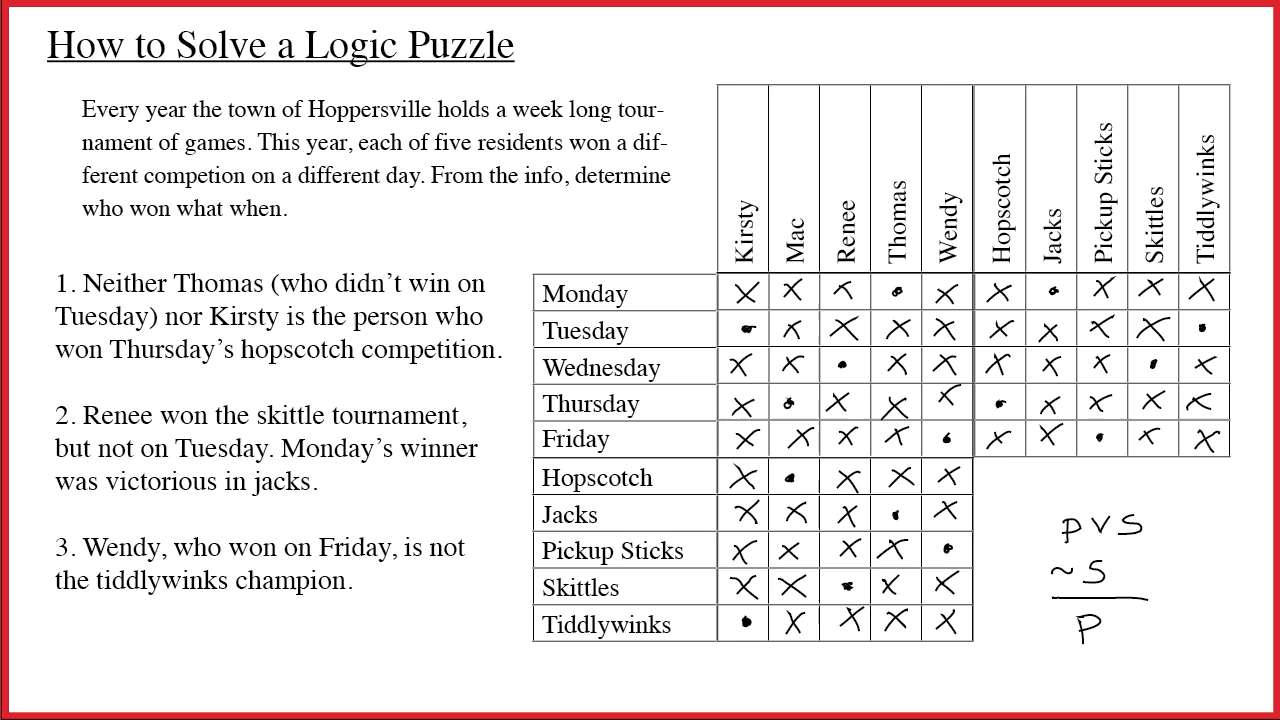 How to Solve a Logic Puzzle
Every year the town of Hoppersville holds a week long tour-
nament of games. This year, each of five residents won a dif-
ferent competion on a different day. From the info, determine
who won what when.
1. Neither Thomas (who didn't win on
Tuesday) nor Kirsty is the person who
won Thursday's hopscotch competition.
2. Renee won the skittle tournament,
but not on Tuesday. Monday's winner
was victorious in jacks.
3. Wendy, who won on Friday, is not
the tiddlywinks champion.
Kirsty
Mac
Renee
Thomas
Wendy
Hopscotch
Jacks
Pickup Sticks
Skittles
Tiddlywinks
Monday X X X • X X • X X X
Tuesday • X X X X X X X X •
Wednesday X X • X X X X X • X
Thursday X • X X X • X X X X
Friday X X X X • X X • X X
Hopscotch X • X X X
Jacks X X X • X
Pickup Sticks X X X X •
Skittles X X • X X
Tiddlywinks • X X X X
P V S
~ S
P